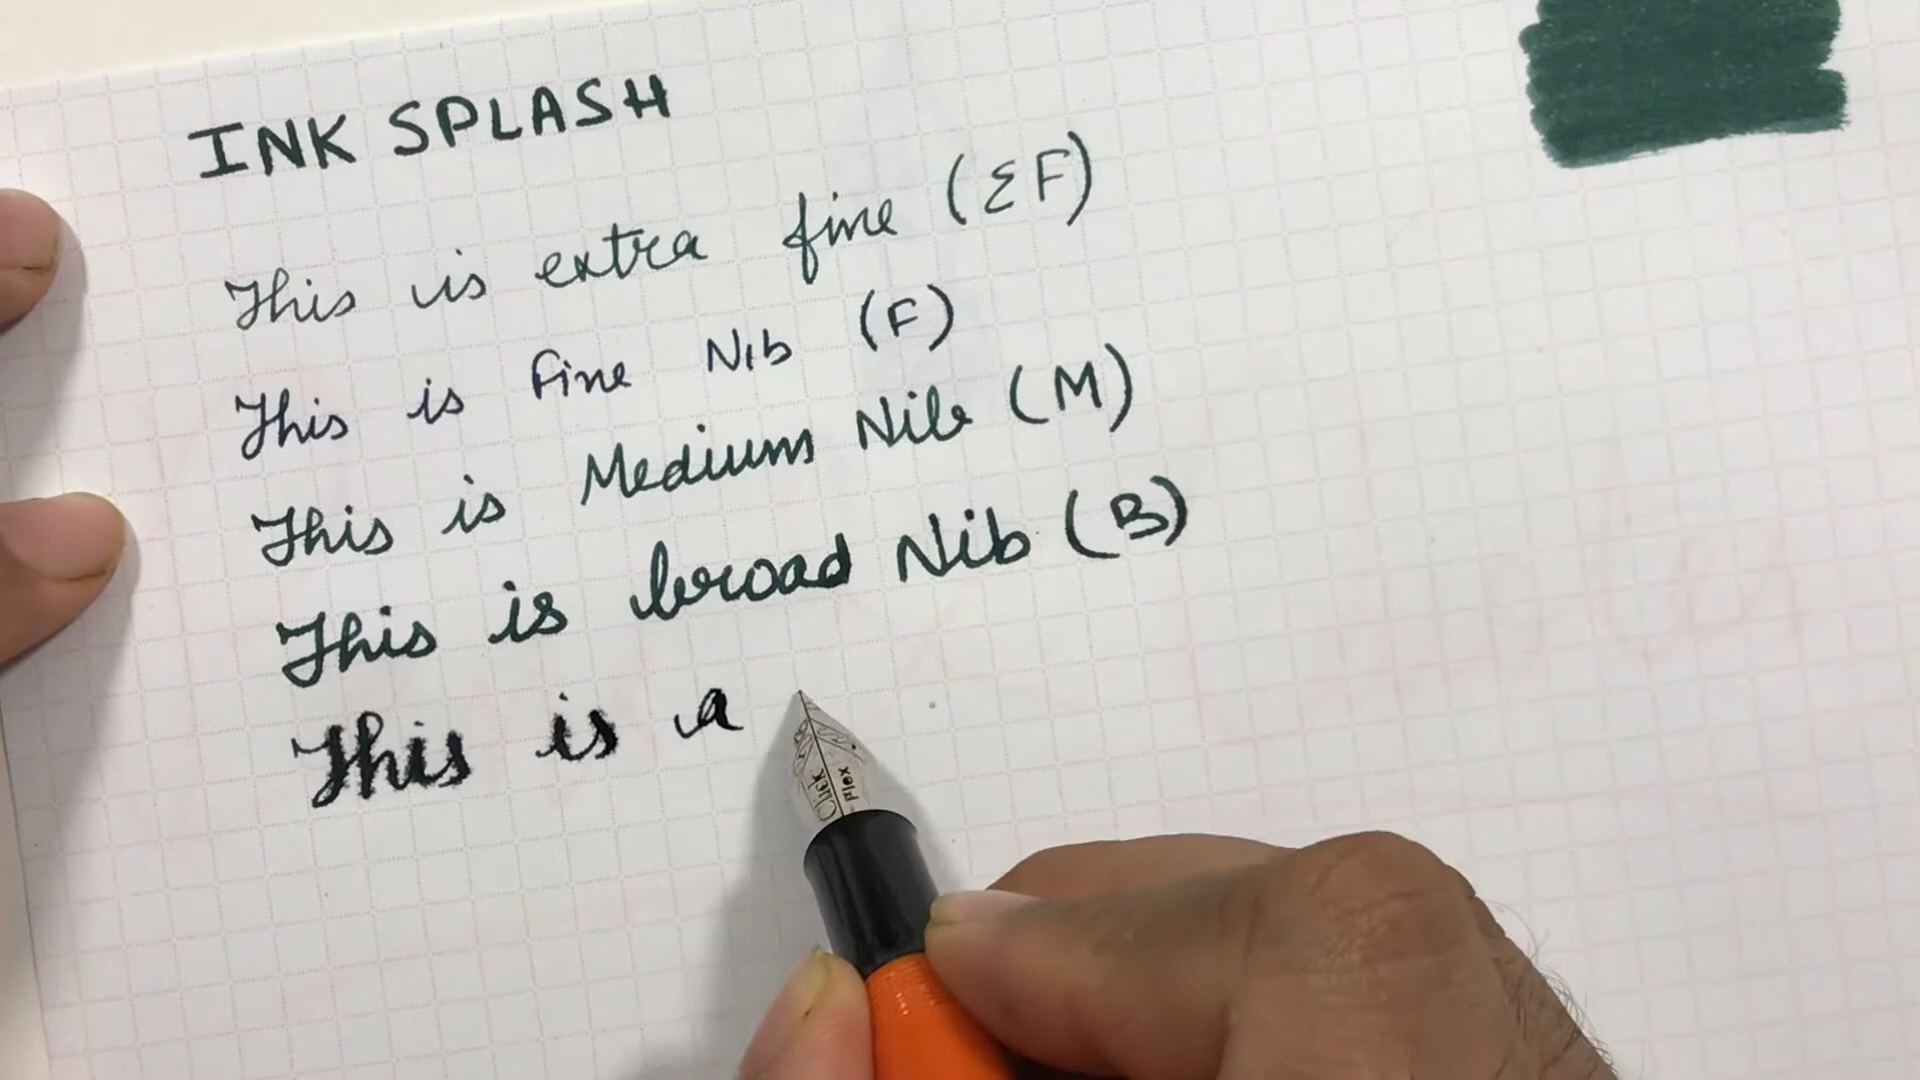 INK SPLASH
This is extra fine (EF)
This is Fine Nib (F)
This is Medium Nib (M)
This is broad Nib (B)
This is a
Click
Flex